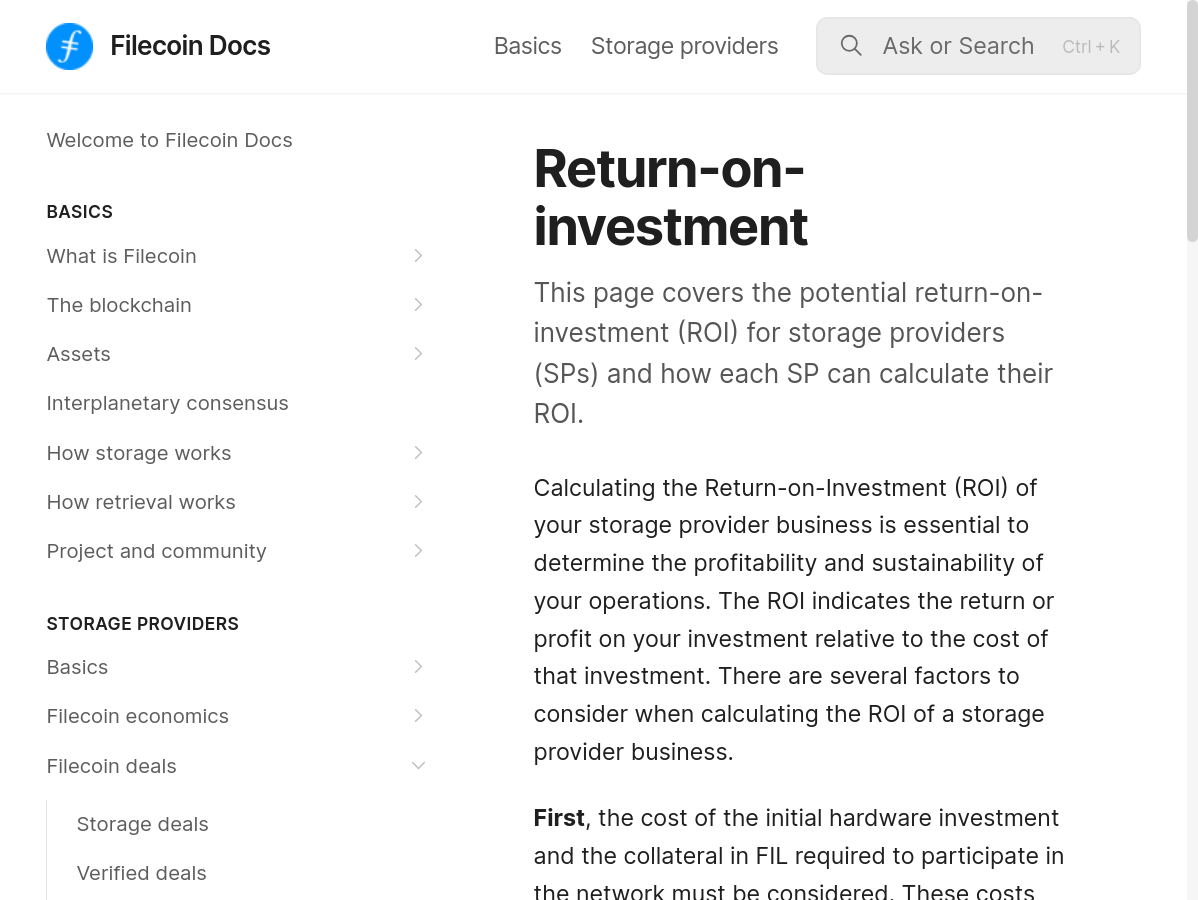 Filecoin Docs
Basics
Storage providers
Ask or Search
Ctrl + K
Welcome to Filecoin Docs
BASICS
What is Filecoin
The blockchain
Assets
Interplanetary consensus
How storage works
How retrieval works
Project and community
STORAGE PROVIDERS
Basics
Filecoin economics
Filecoin deals
Storage deals
Verified deals
Return-on-
investment
This page covers the potential return-on-
investment (ROI) for storage providers
(SPs) and how each SP can calculate their
ROI.
Calculating the Return-on-Investment (ROI) of
your storage provider business is essential to
determine the profitability and sustainability of
your operations. The ROI indicates the return or
profit on your investment relative to the cost of
that investment. There are several factors to
consider when calculating the ROI of a storage
provider business.
First, the cost of the initial hardware investment
and the collateral in FIL required to participate in
the network must be considered. These costs